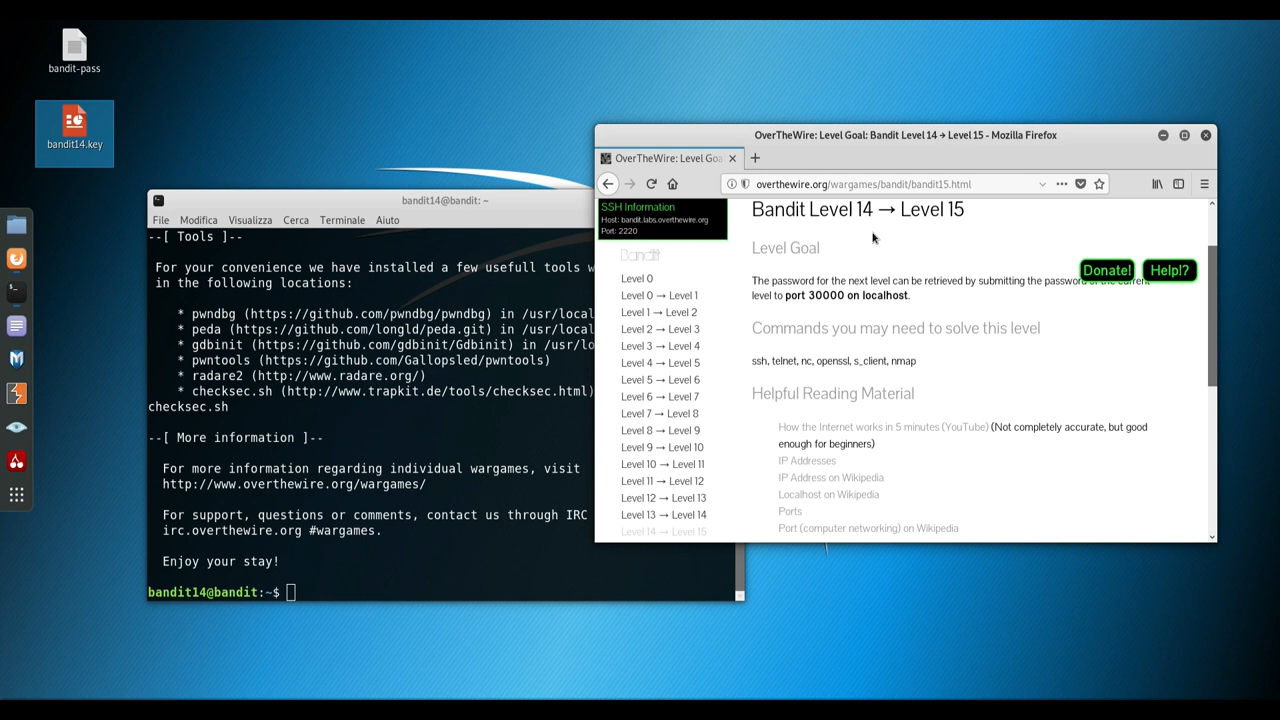 bandit-pass
bandit14.key
bandit14@bandit: ~
File Modifica Visualizza Cerca Terminale Aiuto
--[ Tools ]--
For your convenience we have installed a few usefull tools w
in the following locations:
* pwndbg (https://github.com/pwndbg/pwndbg) in /usr/local
* peda (https://github.com/longld/peda.git) in /usr/local
* gdbinit (https://github.com/gdbinit/Gdbinit) in /usr/lo
* pwntools (https://github.com/Gallopsled/pwntools)
* radare2 (http://www.radare.org/)
* checksec.sh (http://www.trapkit.de/tools/checksec.html)
checksec.sh
--[ More information ]--
For more information regarding individual wargames, visit
http://www.overthewire.org/wargames/
For support, questions or comments, contact us through IRC
irc.overthewire.org #wargames.
Enjoy your stay!
bandit14@bandit:~$
OverTheWire: Level Goal: Bandit Level 14 → Level 15 - Mozilla Firefox
OverTheWire: Level Goa
overthewire.org/wargames/bandit/bandit15.html
SSH Information
Host: bandit.labs.overthewire.org
Port: 2220
Bandit
Level 0
Level 0 → Level 1
Level 1 → Level 2
Level 2 → Level 3
Level 3 → Level 4
Level 4 → Level 5
Level 5 → Level 6
Level 6 → Level 7
Level 7 → Level 8
Level 8 → Level 9
Level 9 → Level 10
Level 10 → Level 11
Level 11 → Level 12
Level 12 → Level 13
Level 13 → Level 14
Level 14 → Level 15
Bandit Level 14 → Level 15
Level Goal
Donate! Help!?
The password for the next level can be retrieved by submitting the password of the current
level to port 30000 on localhost.
Commands you may need to solve this level
ssh, telnet, nc, openssl, s_client, nmap
Helpful Reading Material
How the Internet works in 5 minutes (YouTube) (Not completely accurate, but good
enough for beginners)
IP Addresses
IP Address on Wikipedia
Localhost on Wikipedia
Ports
Port (computer networking) on Wikipedia